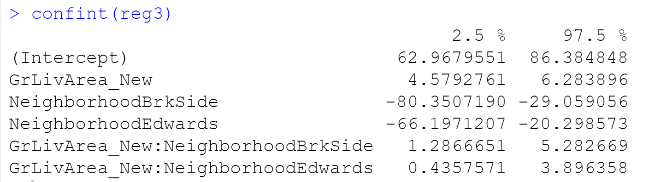 > confint(reg3)
2.5 % 97.5 %
(Intercept) 62.9679551 86.384848
GrLivArea_New 4.5792761 6.283896
NeighborhoodBrkSide -80.3507190 -29.059056
NeighborhoodEdwards -66.1971207 -20.298573
GrLivArea_New:NeighborhoodBrkSide 1.2866651 5.282669
GrLivArea_New:NeighborhoodEdwards 0.4357571 3.896358